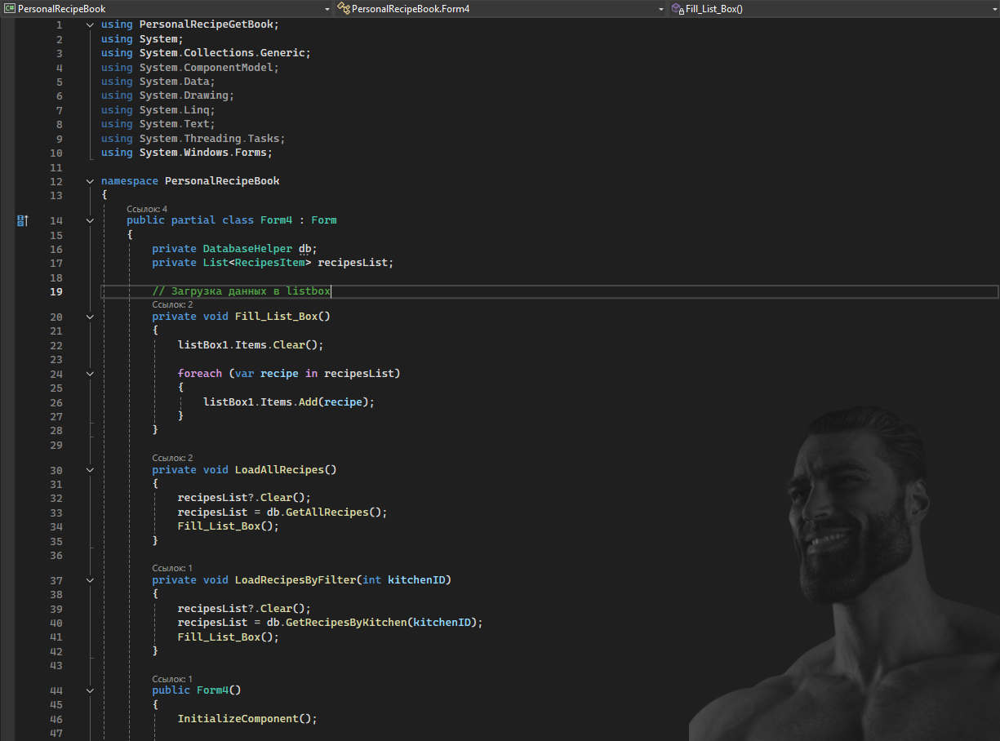 C# PersonalRecipeBook PersonalRecipeBook.Form4 Fill_List_Box()
1 using PersonalRecipeGetBook;
2 using System;
3 using System.Collections.Generic;
4 using System.ComponentModel;
5 using System.Data;
6 using System.Drawing;
7 using System.Linq;
8 using System.Text;
9 using System.Threading.Tasks;
10 using System.Windows.Forms;
11
12 namespace PersonalRecipeBook
13 {
Ссылок: 4
14 public partial class Form4 : Form
15 {
16 private DatabaseHelper db;
17 private List<RecipesItem> recipesList;
18
19 // Загрузка данных в listbox
Ссылок: 2
20 private void Fill_List_Box()
21 {
22 listBox1.Items.Clear();
23
24 foreach (var recipe in recipesList)
25 {
26 listBox1.Items.Add(recipe);
27 }
28 }
29
Ссылок: 2
30 private void LoadAllRecipes()
31 {
32 recipesList?.Clear();
33 recipesList = db.GetAllRecipes();
34 Fill_List_Box();
35 }
36
Ссылок: 1
37 private void LoadRecipesByFilter(int kitchenID)
38 {
39 recipesList?.Clear();
40 recipesList = db.GetRecipesByKitchen(kitchenID);
41 Fill_List_Box();
42 }
43
Ссылок: 1
44 public Form4()
45 {
46 InitializeComponent();
47